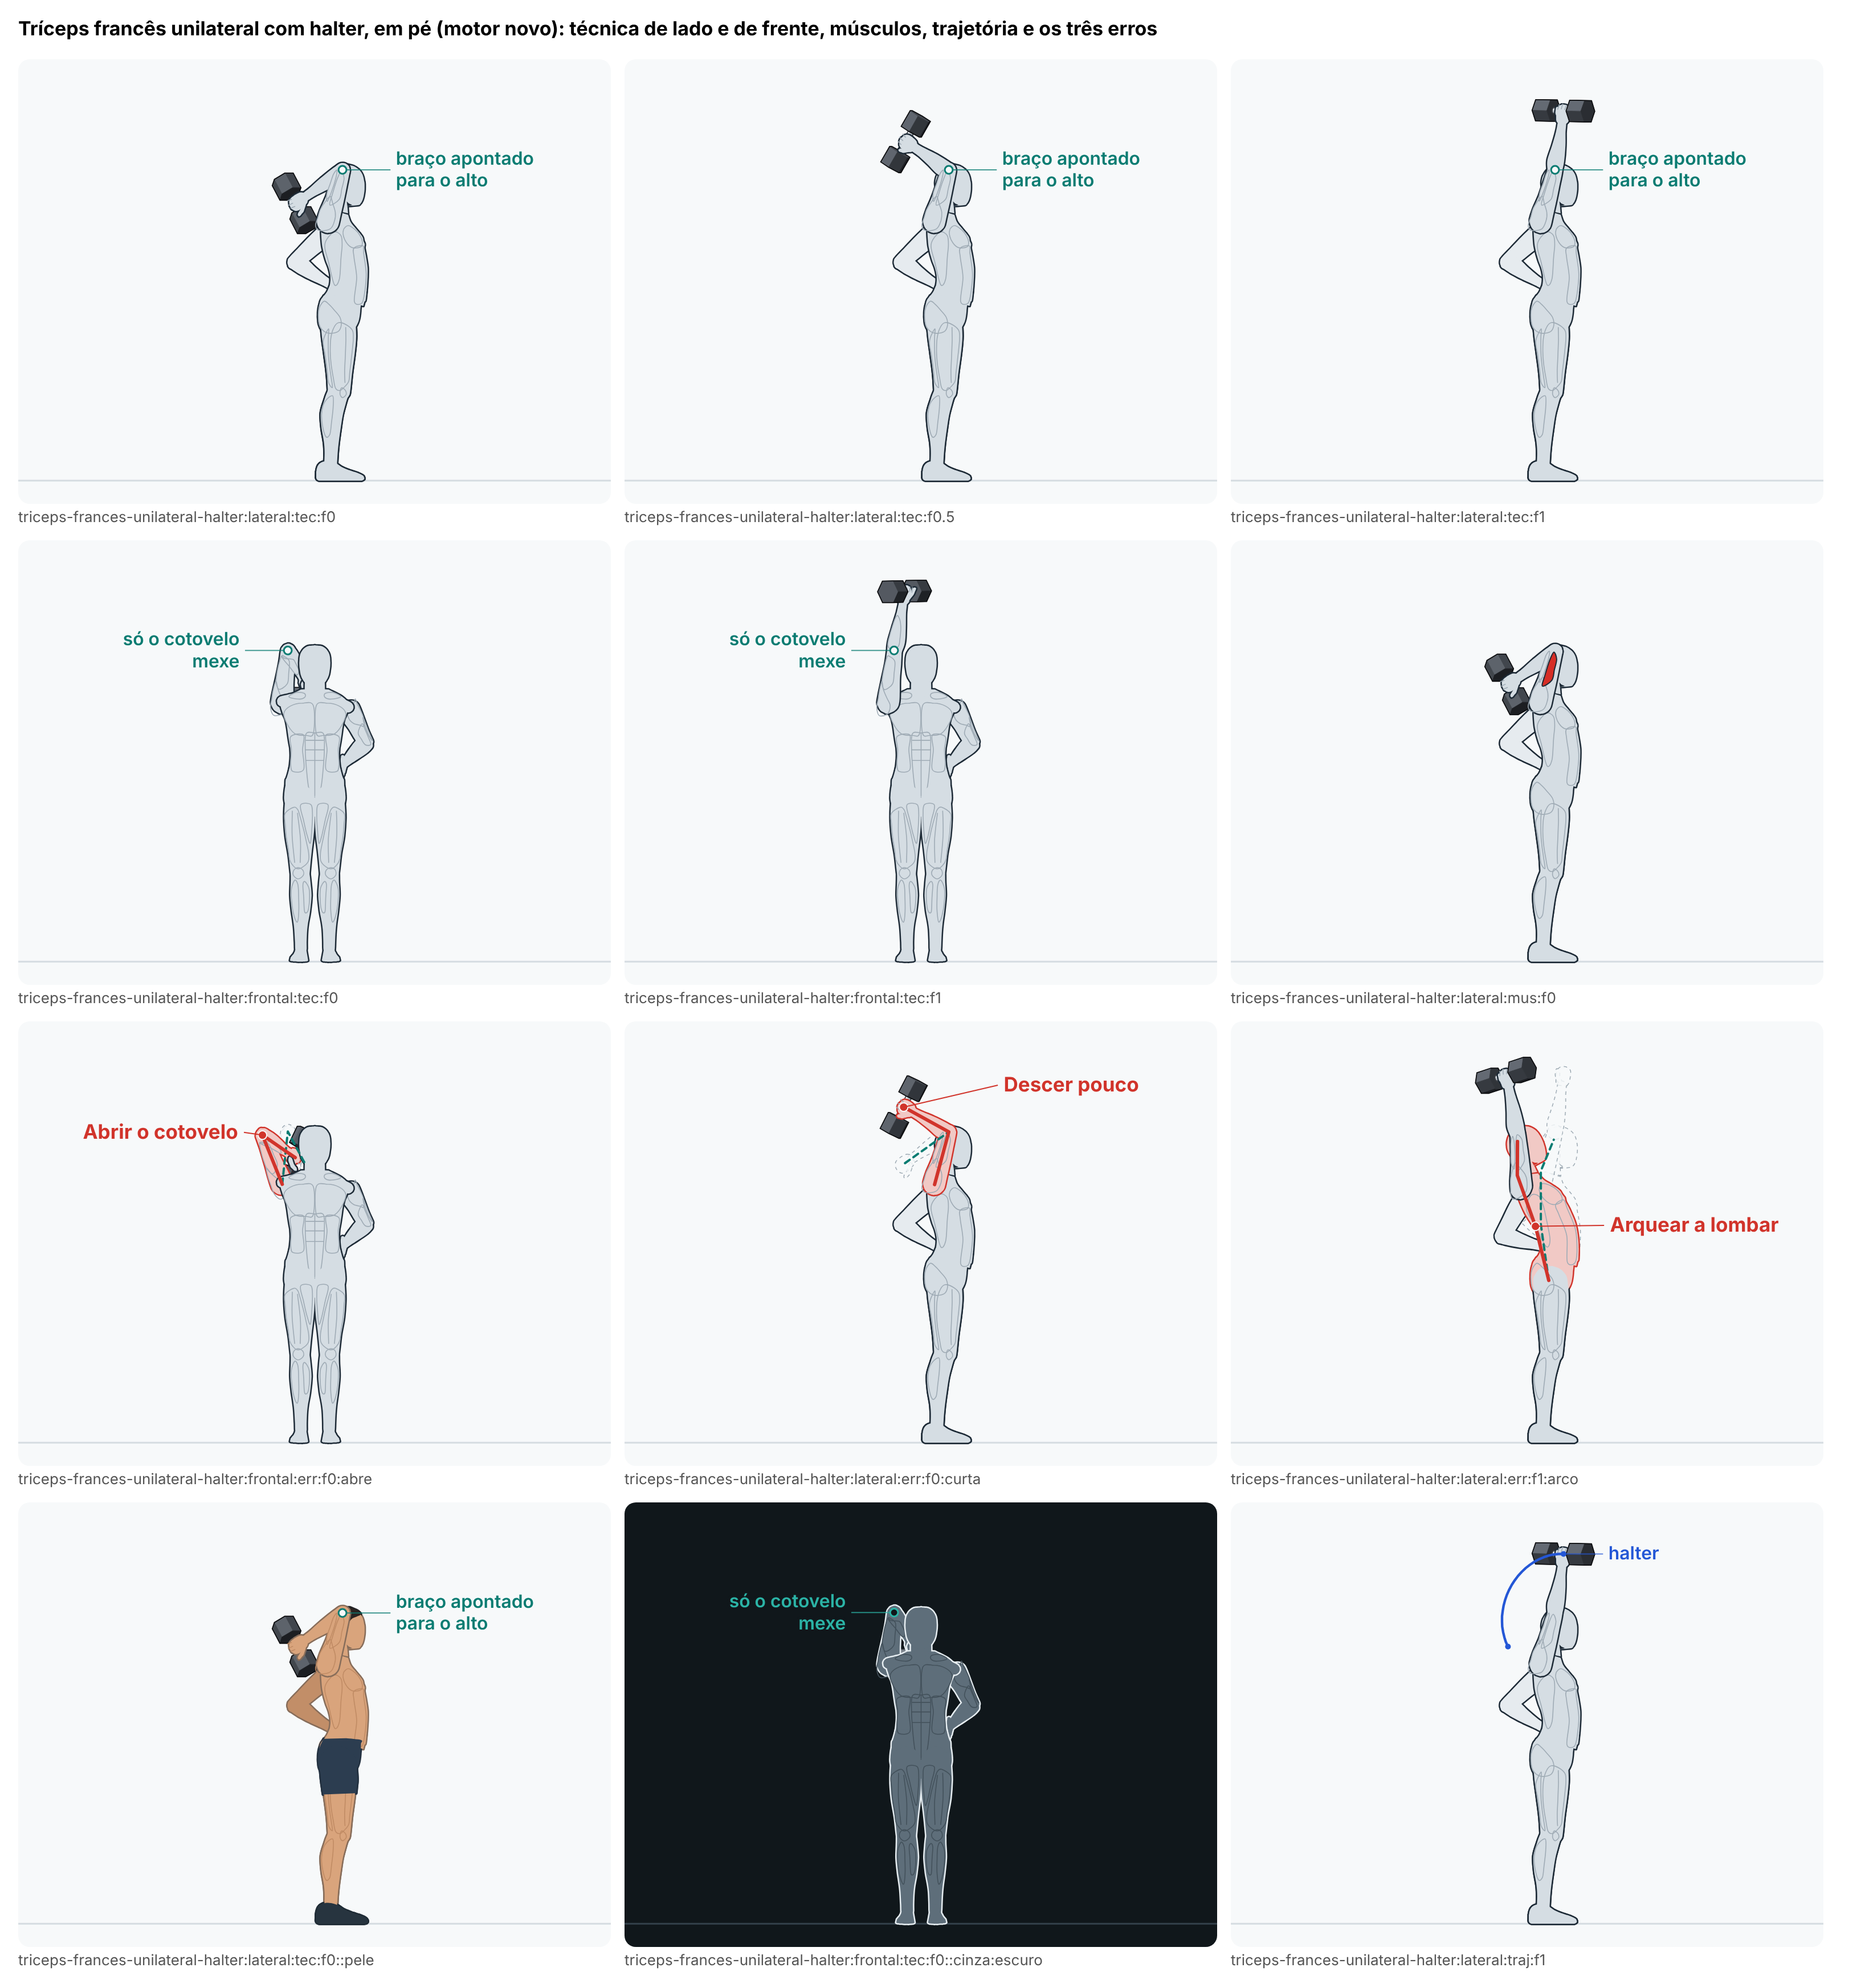 Tríceps francês unilateral com halter, em pé (motor novo): técnica de lado e de frente, músculos, trajetória e os três erros
braço apontado
para o alto
braço apontado
para o alto
braço apontado
para o alto
triceps-frances-unilateral-halter:lateral:tec:f0
triceps-frances-unilateral-halter:lateral:tec:f0.5
triceps-frances-unilateral-halter:lateral:tec:f1
só o cotovelo
mexe
só o cotovelo
mexe
triceps-frances-unilateral-halter:frontal:tec:f0
triceps-frances-unilateral-halter:frontal:tec:f1
triceps-frances-unilateral-halter:lateral:mus:f0
Abrir o cotovelo
Descer pouco
Arquear a lombar
triceps-frances-unilateral-halter:frontal:err:f0:abre
triceps-frances-unilateral-halter:lateral:err:f0:curta
triceps-frances-unilateral-halter:lateral:err:f1:arco
braço apontado
para o alto
só o cotovelo
mexe
halter
triceps-frances-unilateral-halter:lateral:tec:f0::pele
triceps-frances-unilateral-halter:frontal:tec:f0::cinza:escuro
triceps-frances-unilateral-halter:lateral:traj:f1